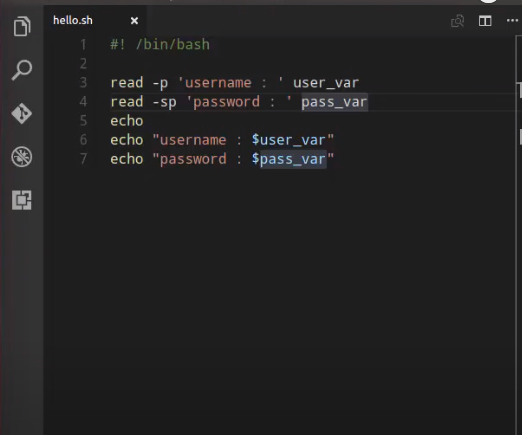 hello.sh ×
1 #! /bin/bash
2
3 read -p 'username : ' user_var
4 read -sp 'password : ' pass_var
5 echo
6 echo "username : $user_var"
7 echo "password : $pass_var"